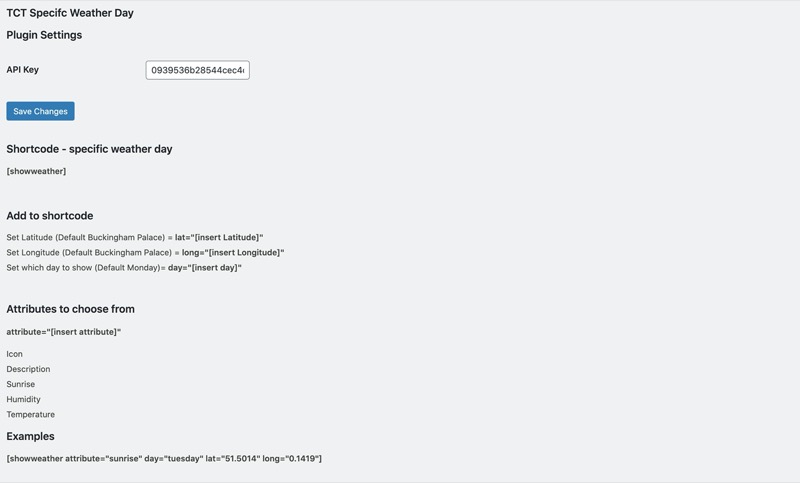 TCT Specifc Weather Day
Plugin Settings
API Key
0939536b28544cec4
Save Changes
Shortcode - specific weather day
[showweather]
Add to shortcode
Set Latitude (Default Buckingham Palace) = lat="[insert Latitude]"
Set Longitude (Default Buckingham Palace) = long="[insert Longitude]"
Set which day to show (Default Monday)= day="[insert day]"
Attributes to choose from
attribute="[insert attribute]"
Icon
Description
Sunrise
Humidity
Temperature
Examples
[showweather attribute="sunrise" day="tuesday" lat="51.5014" long="0.1419"]